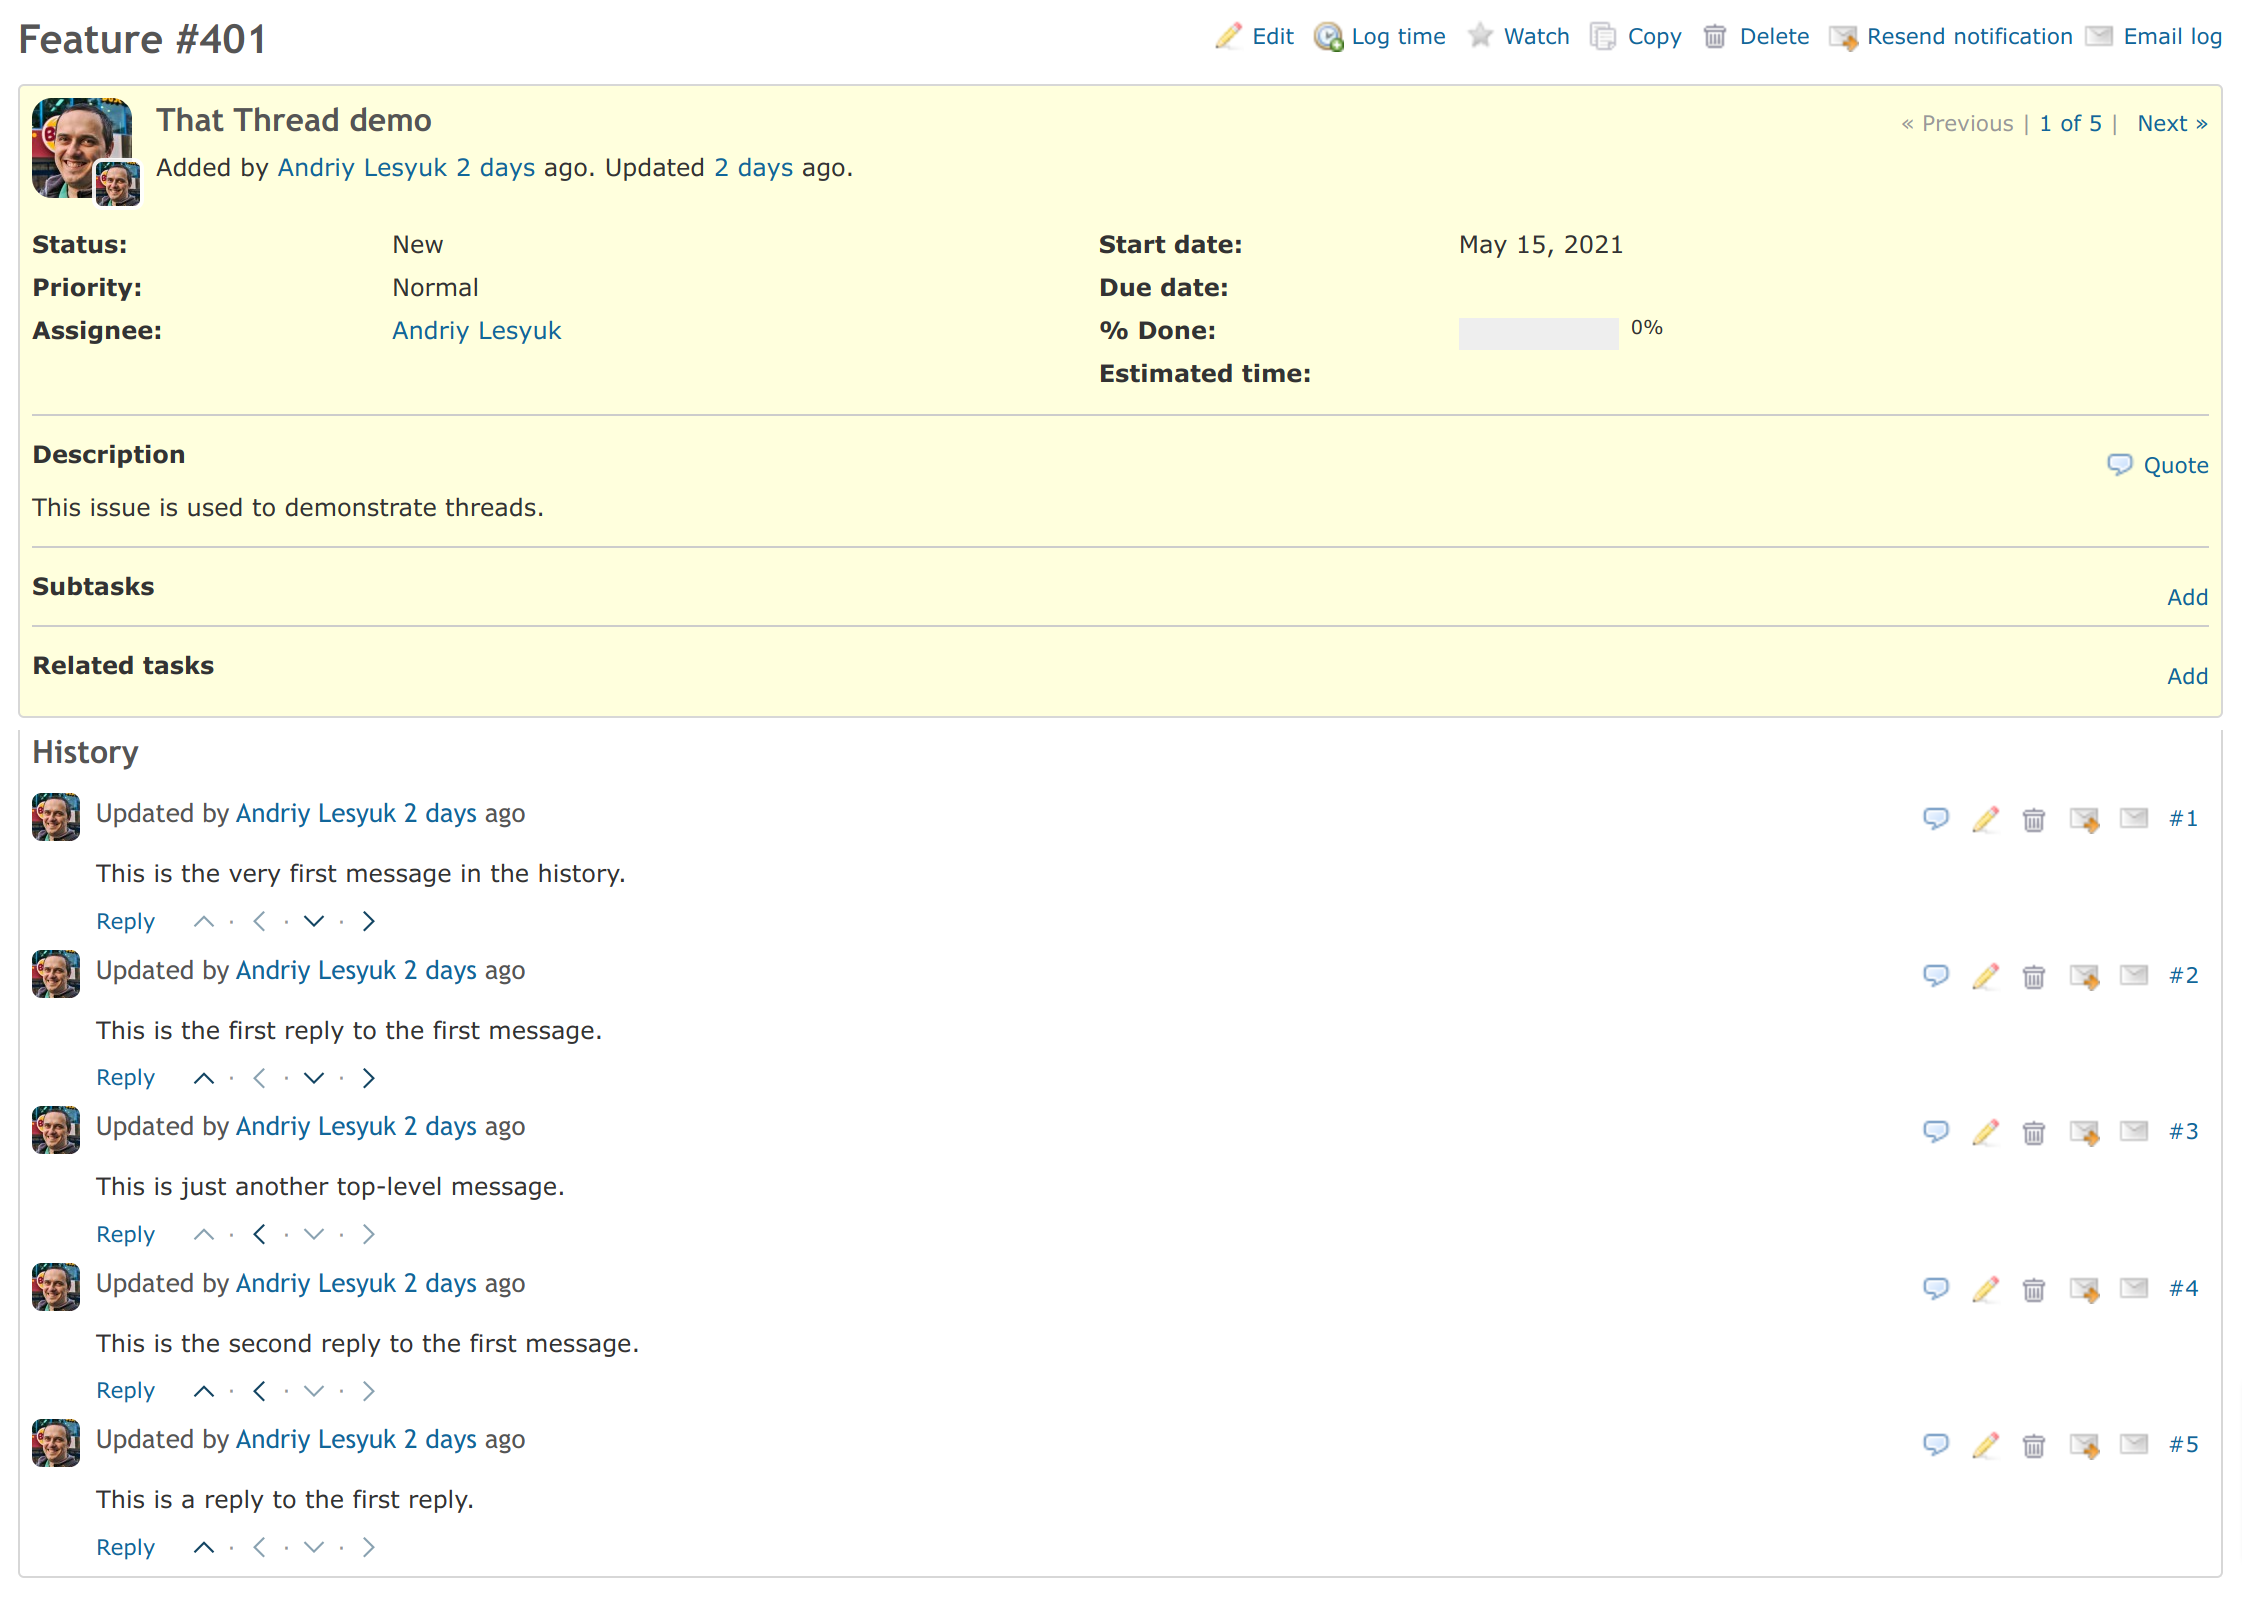 Feature #401
Edit Log time Watch Copy Delete Resend notification Email log
That Thread demo
« Previous | 1 of 5 | Next »
Added by Andriy Lesyuk 2 days ago. Updated 2 days ago.
Status: New Start date: May 15, 2021
Priority: Normal Due date:
Assignee: Andriy Lesyuk % Done: 0%
Estimated time:
Description
Quote
This issue is used to demonstrate threads.
Subtasks
Add
Related tasks
Add
History
Updated by Andriy Lesyuk 2 days ago #1
This is the very first message in the history.
Reply
Updated by Andriy Lesyuk 2 days ago #2
This is the first reply to the first message.
Reply
Updated by Andriy Lesyuk 2 days ago #3
This is just another top-level message.
Reply
Updated by Andriy Lesyuk 2 days ago #4
This is the second reply to the first message.
Reply
Updated by Andriy Lesyuk 2 days ago #5
This is a reply to the first reply.
Reply